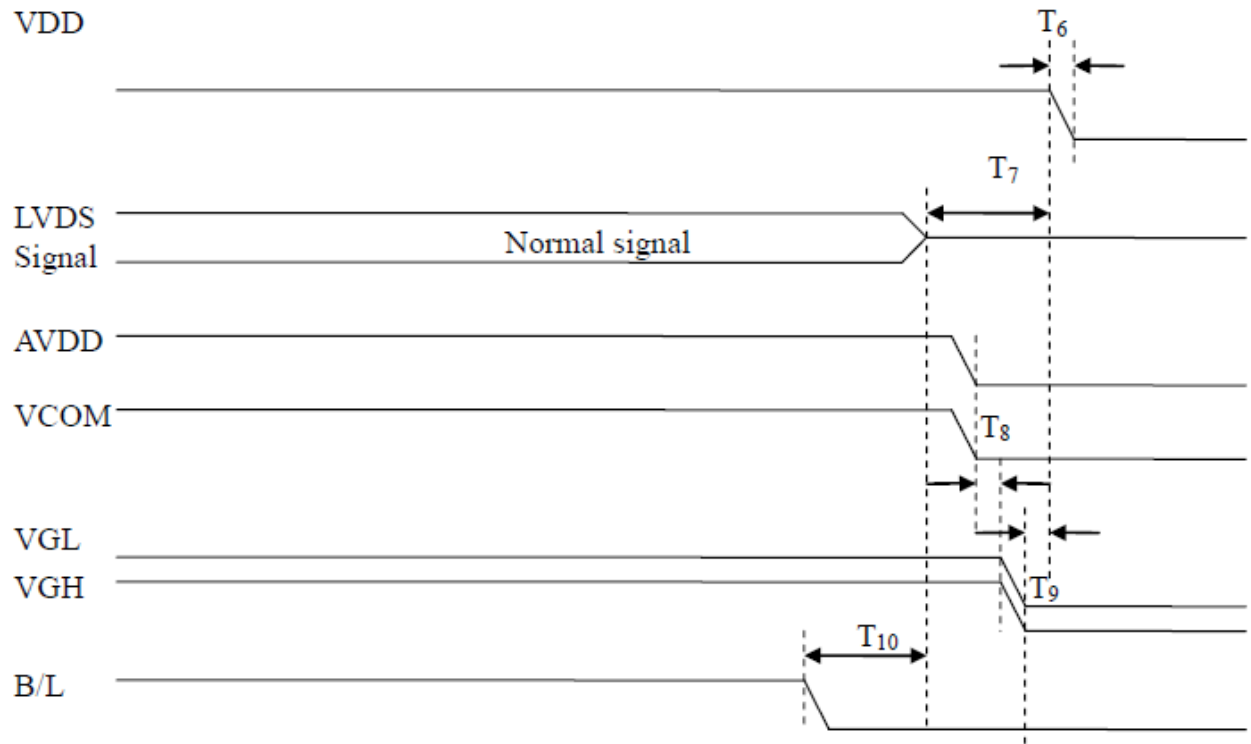 VDD
T₆
T₇
LVDS
Signal
Normal signal
AVDD
VCOM
T₈
VGL
VGH
T₉
T₁₀
B/L